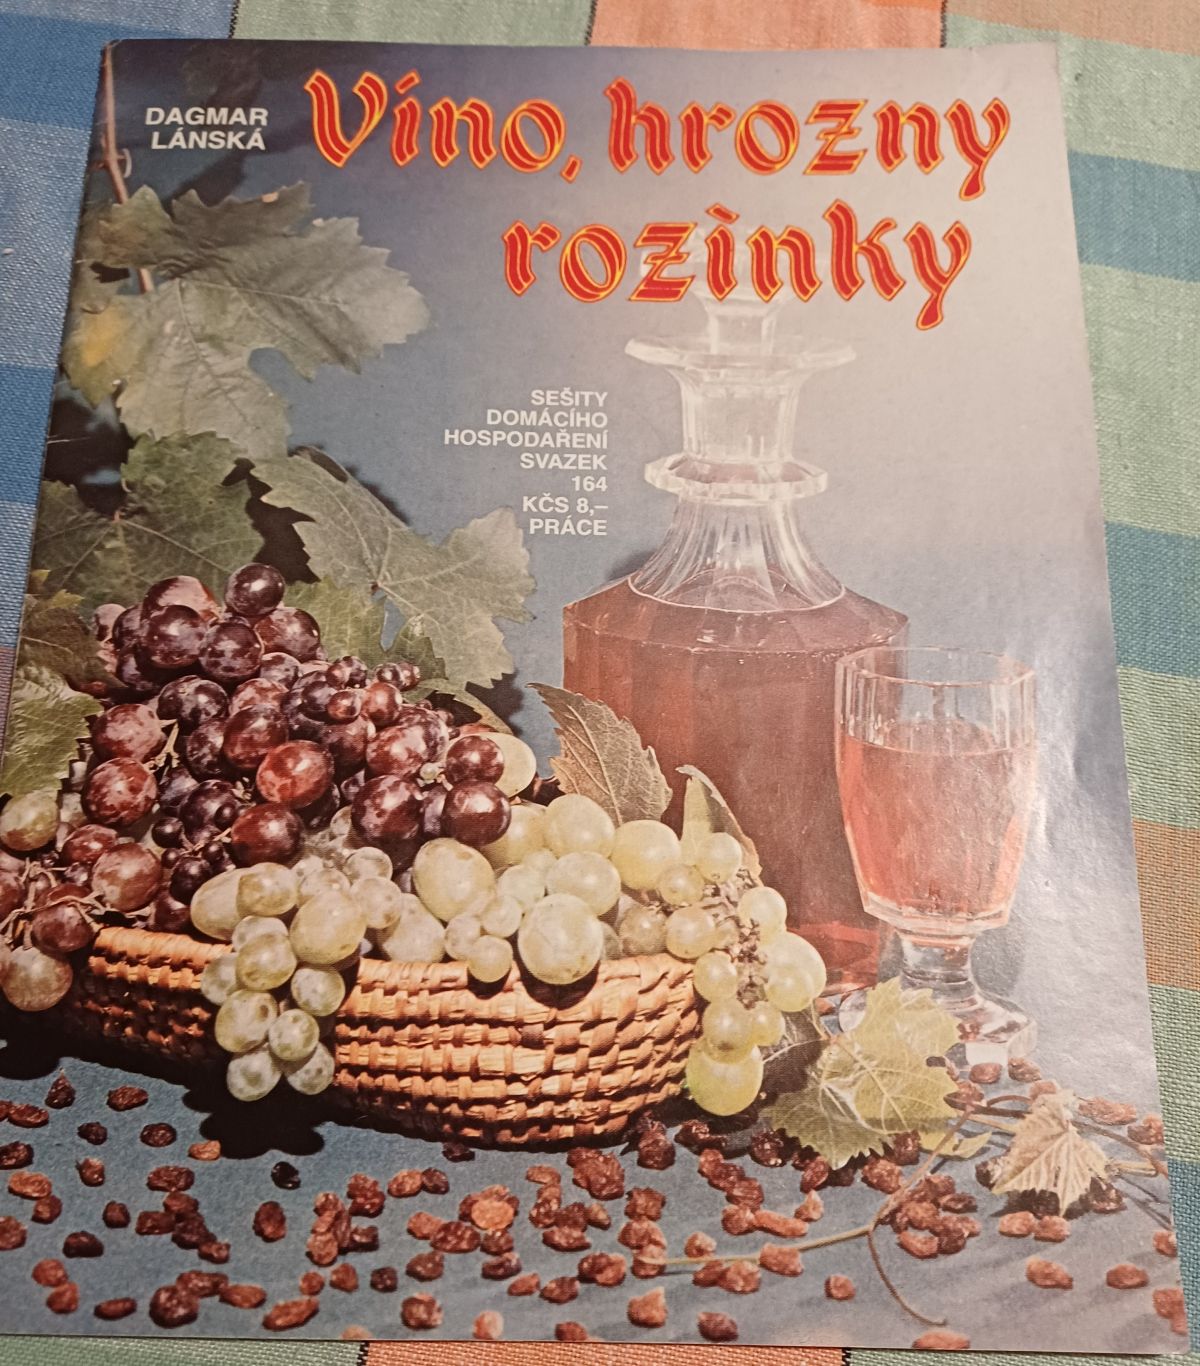 DAGMAR
LÁNSKÁ
Víno, hrozny
rozinky
SEŠITY
DOMÁCÍHO
HOSPODAŘENÍ
SVAZEK
164
KČS 8,–
PRÁCE